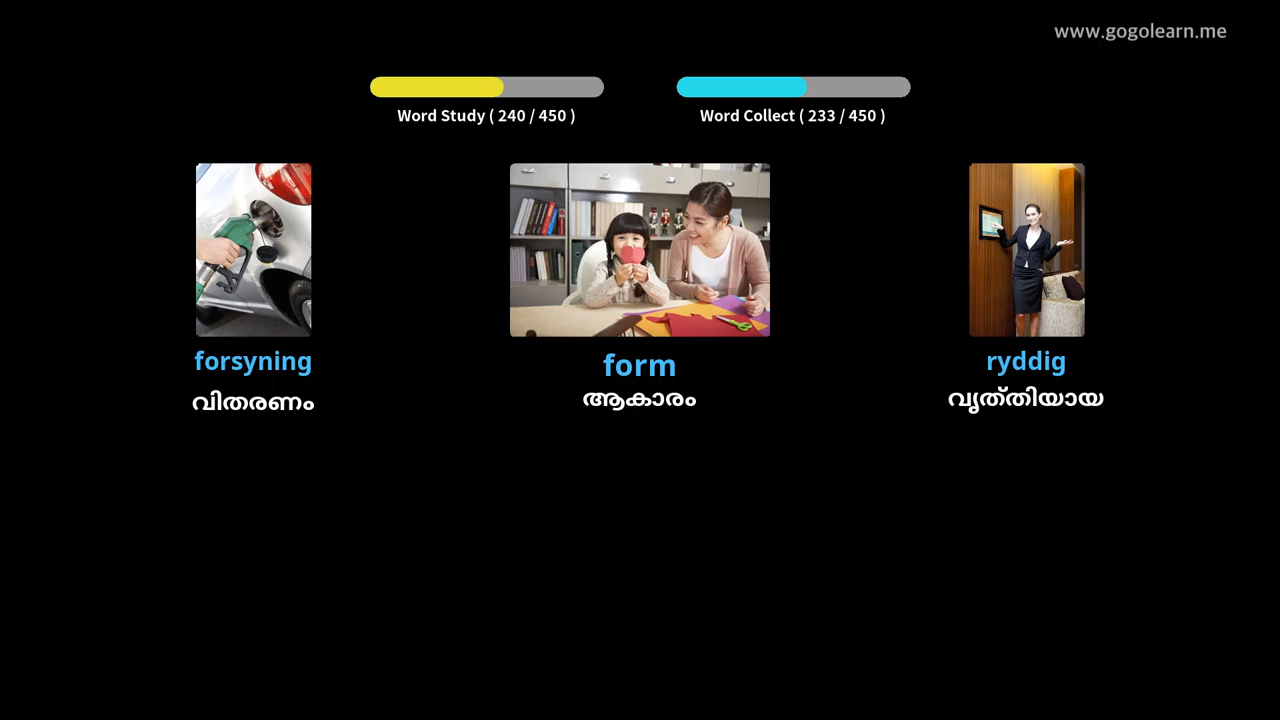 www.gogolearn.me
Word Study ( 240 / 450 )
Word Collect ( 233 / 450 )
forsyning
form
ryddig
വിതരണം
ആകാരം
വൃത്തിയായ